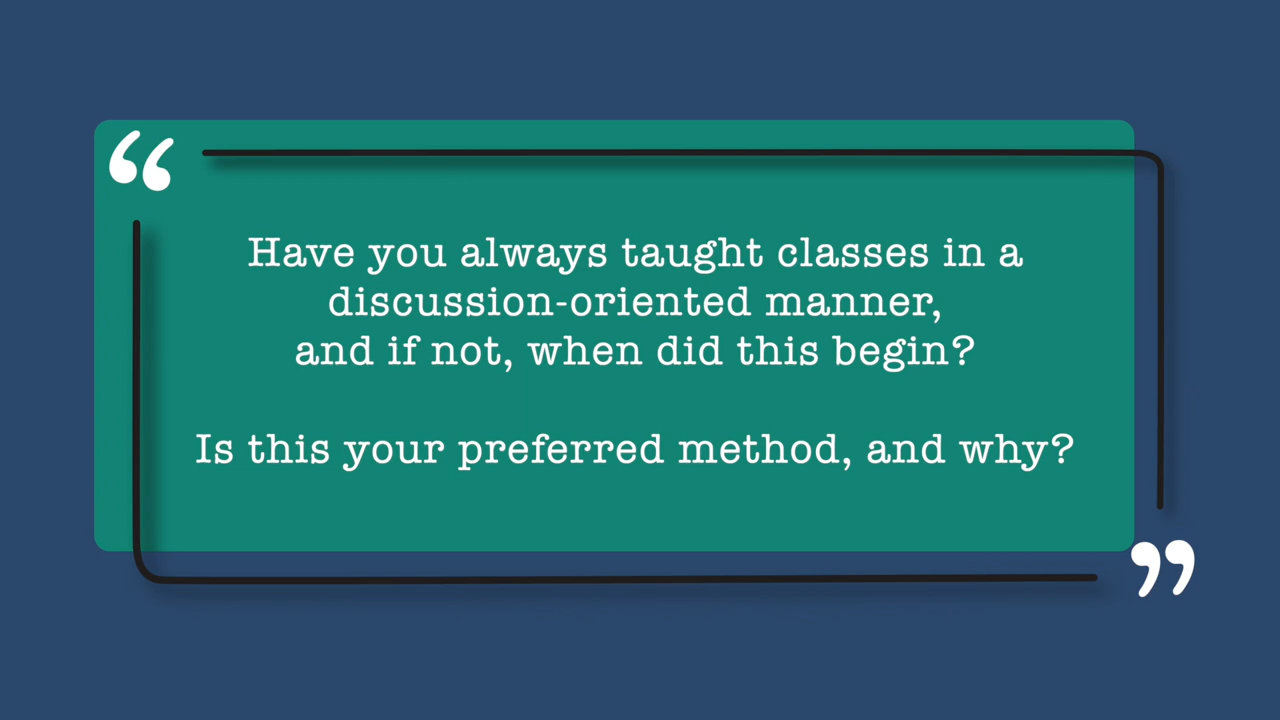 Have you always taught classes in a
discussion-oriented manner,
and if not, when did this begin?
Is this your preferred method, and why?